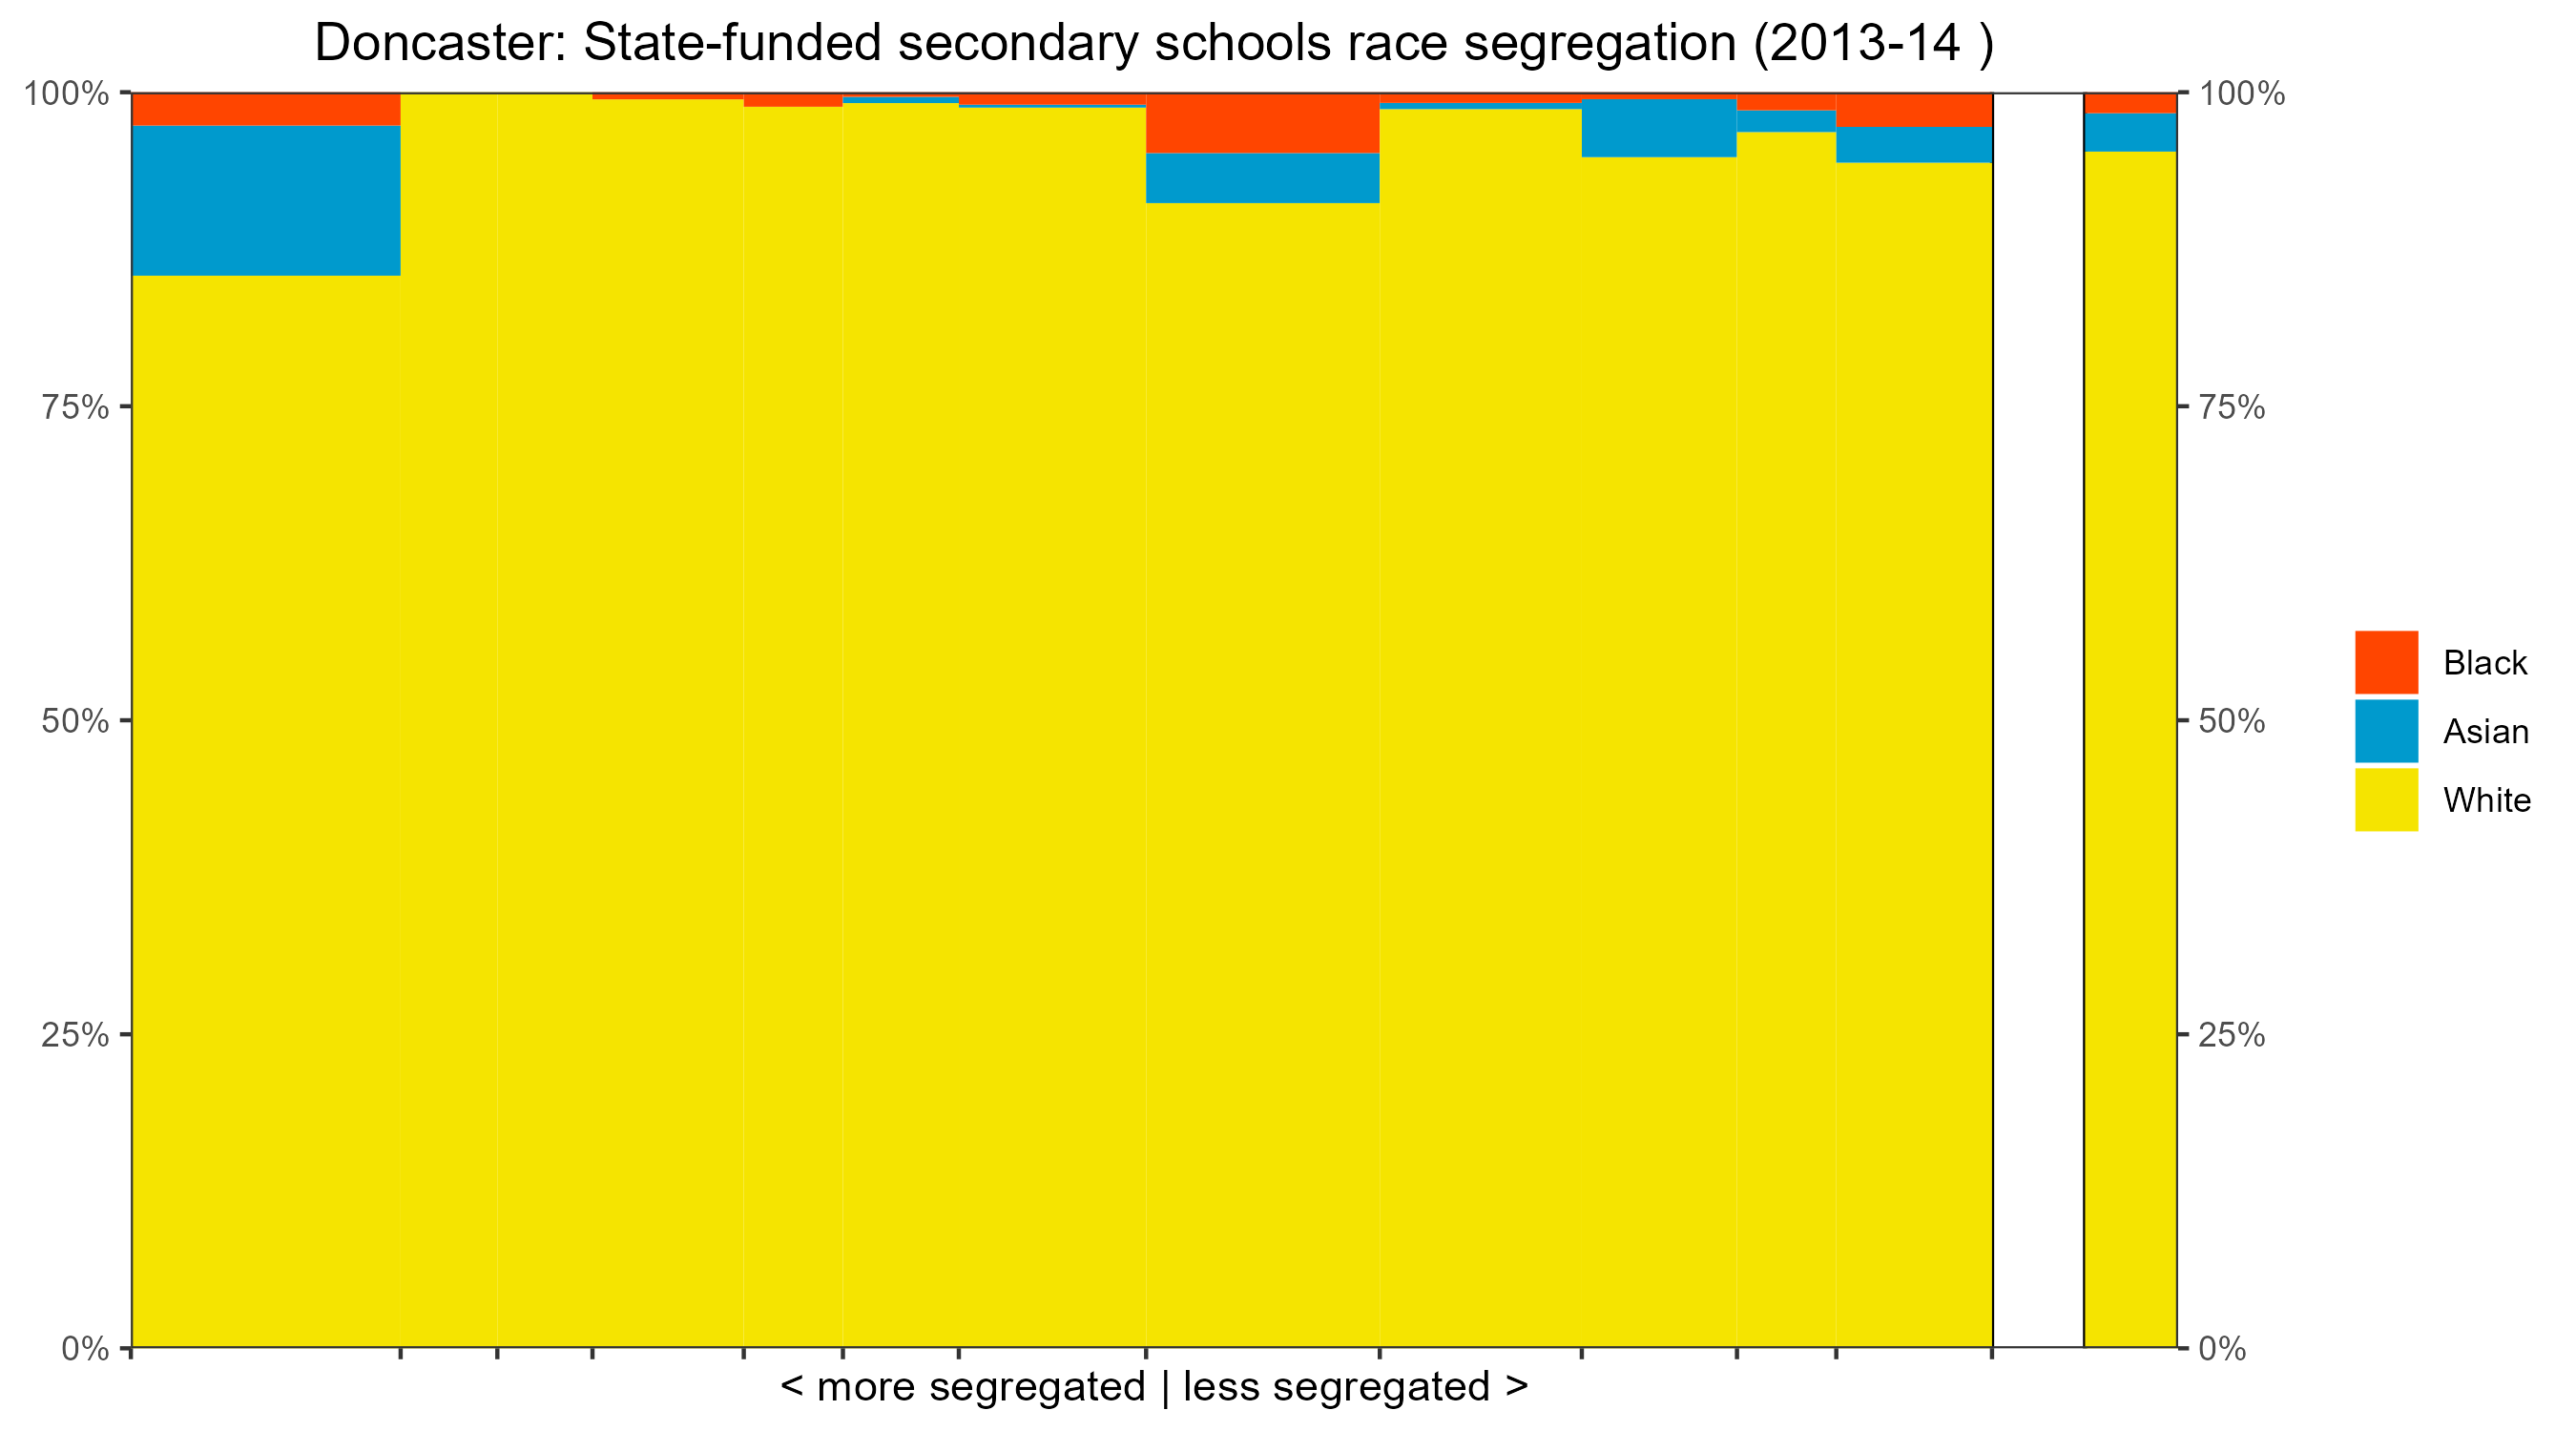 Doncaster: State-funded secondary schools race segregation (2013-14 )
100%
75%
50%
25%
0%
100%
75%
50%
25%
0%
Black
Asian
White
< more segregated | less segregated >